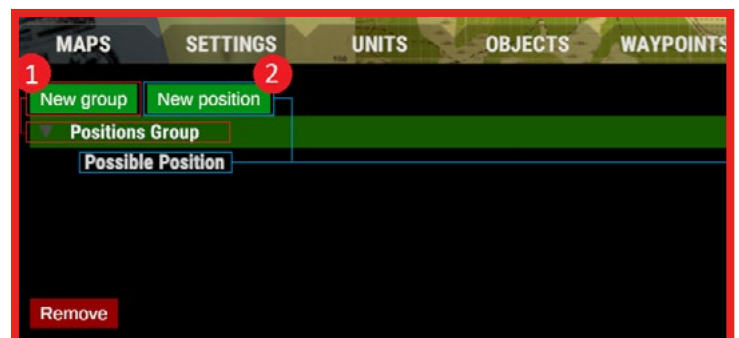 MAPS SETTINGS UNITS OBJECTS WAYPOINTS
1 2
New group New position
Positions Group
Possible Position
Remove